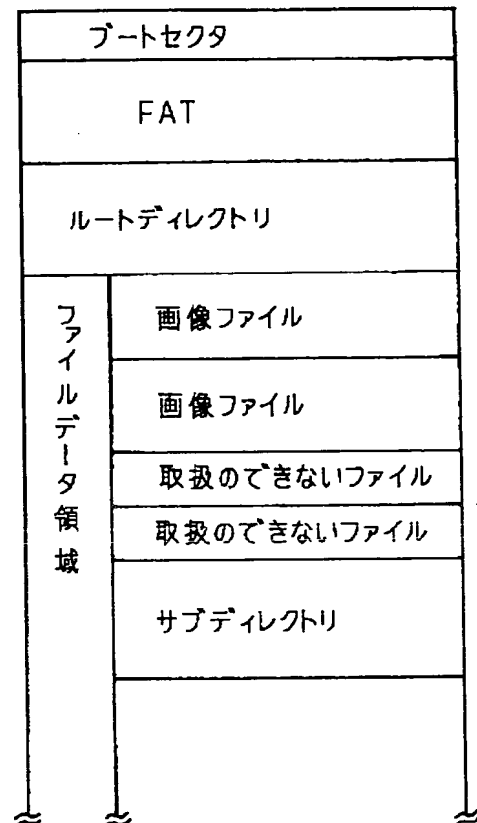 ブートセクタ
FAT
ルートディレクトリ
ファイルデータ領域
画像ファイル
画像ファイル
取扱のできないファイル
取扱のできないファイル
サブディレクトリ